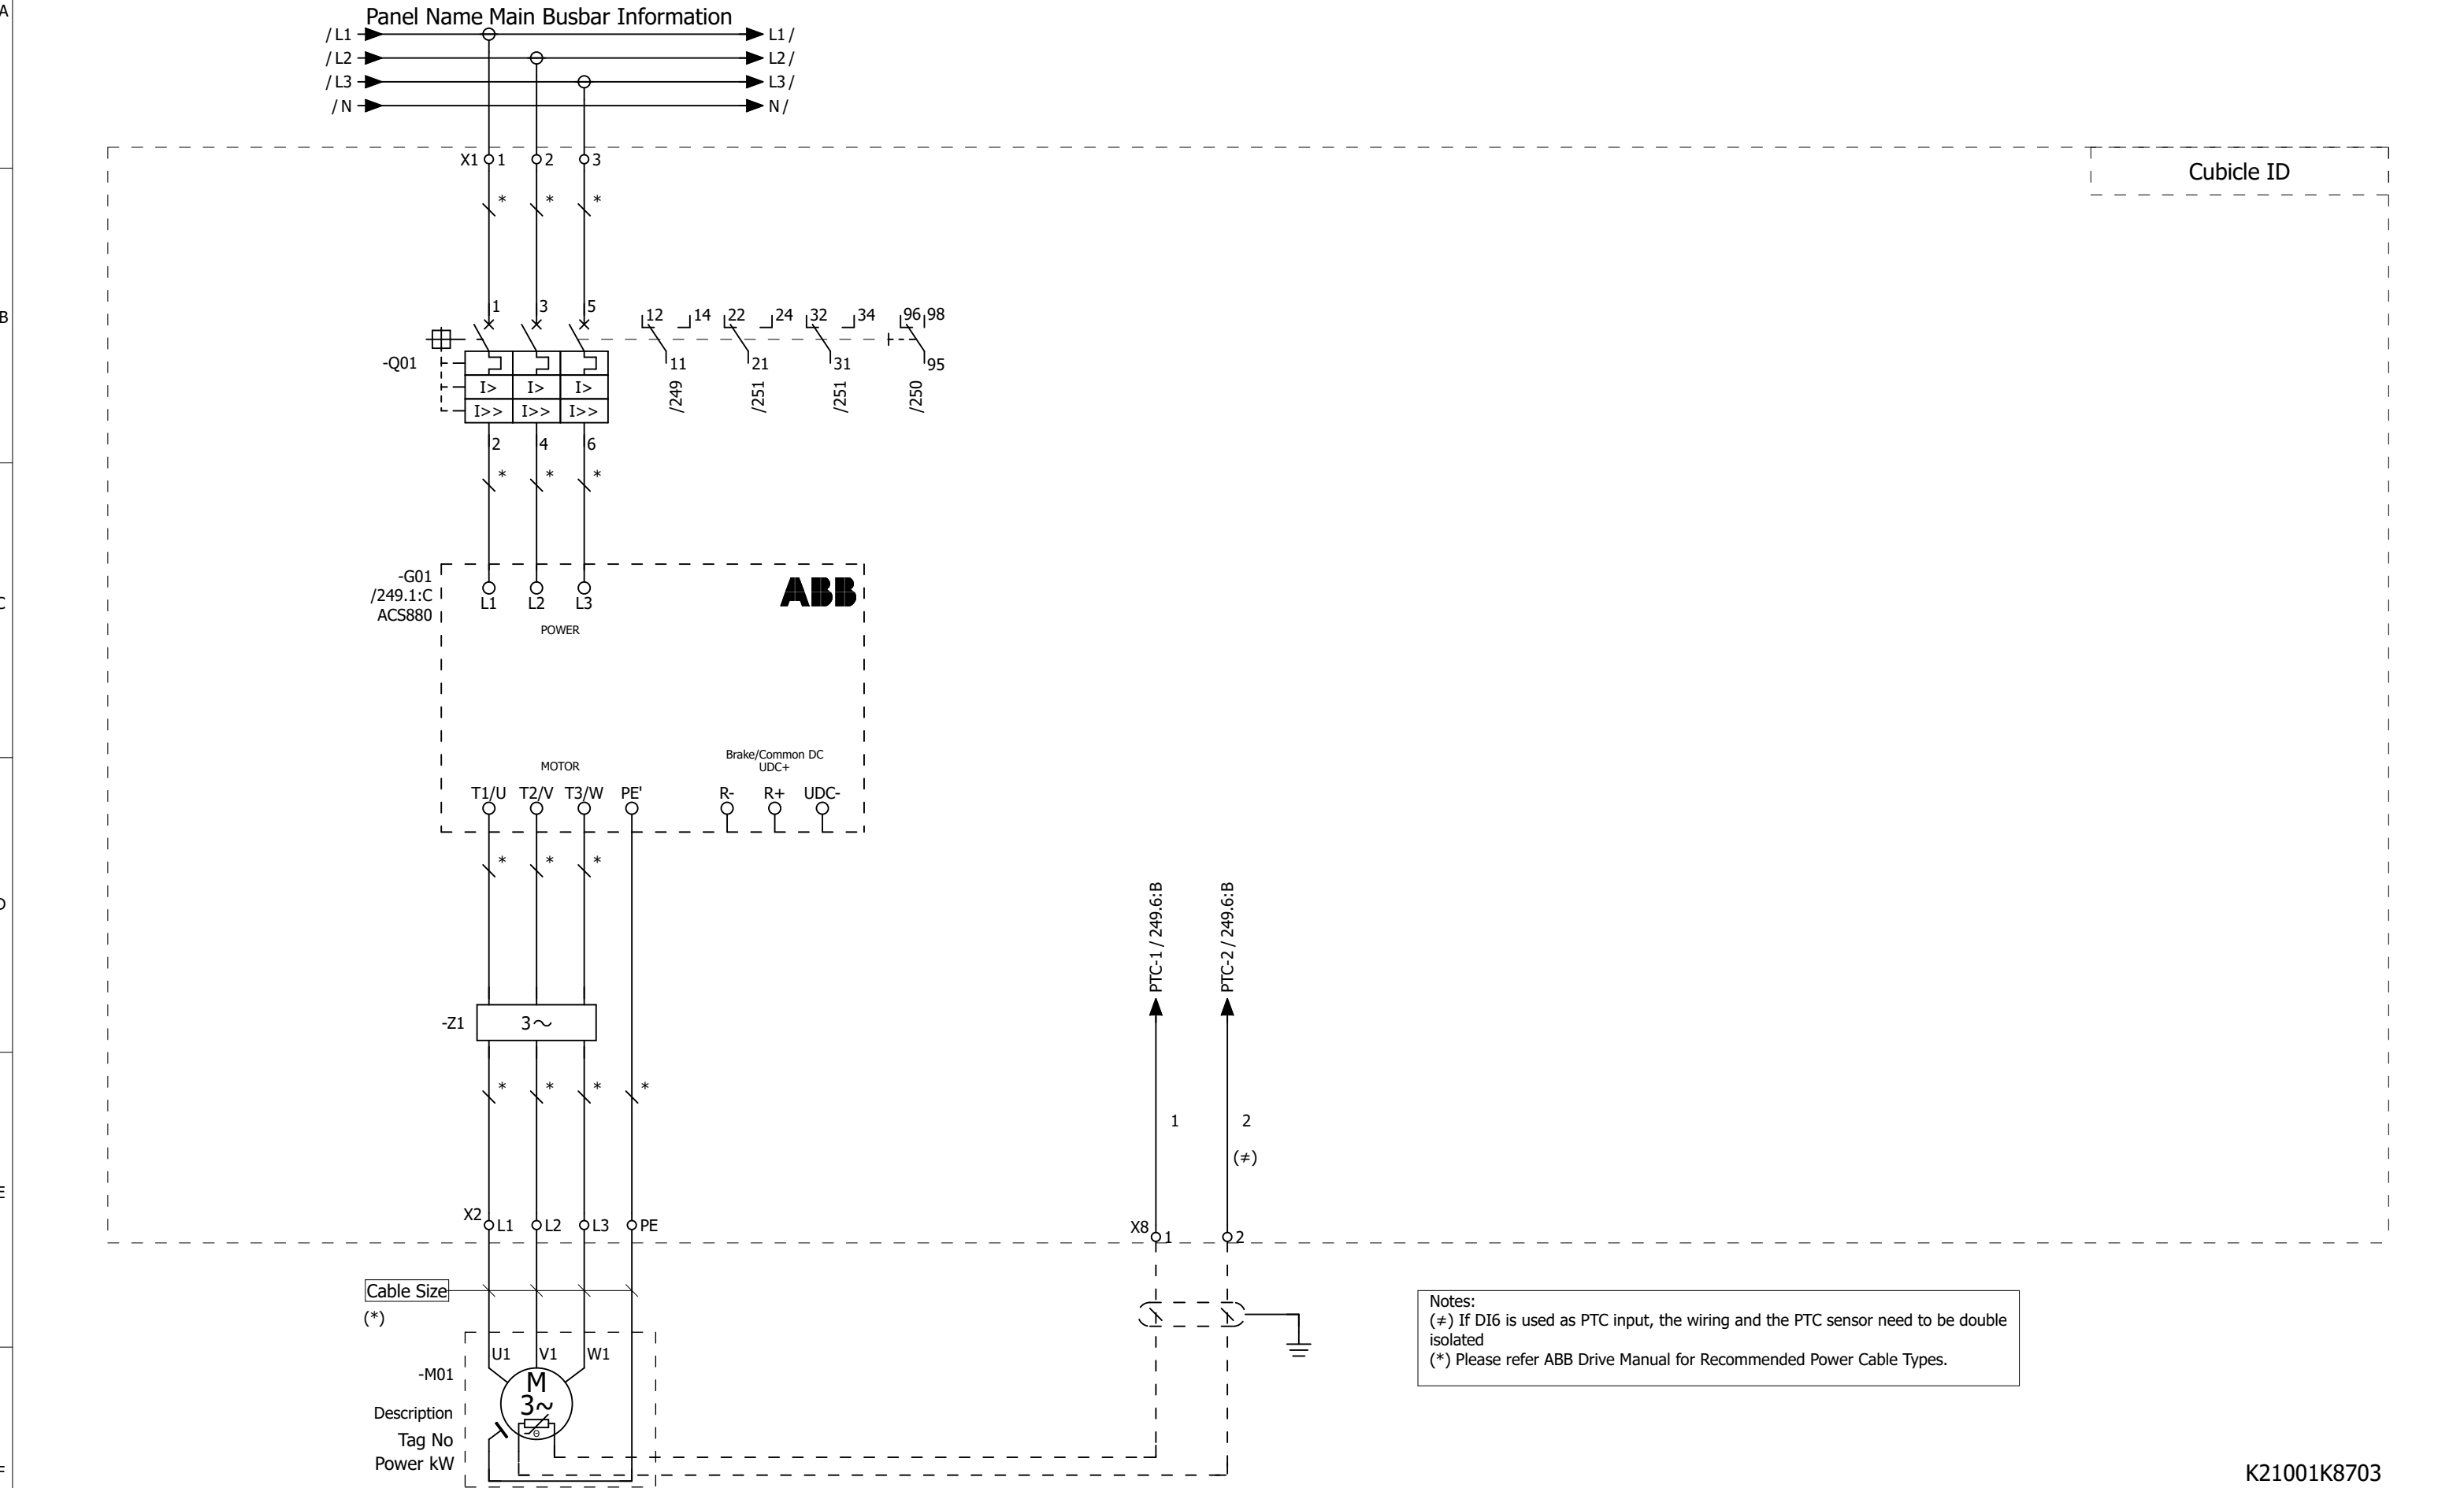 A
Panel Name Main Busbar Information
/ L1 L1 /
/ L2 L2 /
/ L3 L3 /
/ N N /
X1 1 2 3
Cubicle ID
* * *
B
1 3 5
12 14 22 24 32 34 96 98
-Q01
11 21 31 95
I> I> I>
I>> I>> I>>
/249 /251 /251 /250
2 4 6
* * *
-G01
/249.1:C
ACS880
ABB
C
L1 L2 L3
POWER
Brake/Common DC
UDC+
MOTOR
T1/U T2/V T3/W PE' R- R+ UDC-
* * *
D
PTC-1 / 249.6:B
PTC-2 / 249.6:B
-Z1
3~
* * * *
1 2
(≠)
E
X2 L1 L2 L3 PE
X8 1 2
Cable Size
(*)
Notes:
(≠) If DI6 is used as PTC input, the wiring and the PTC sensor need to be double
isolated
(*) Please refer ABB Drive Manual for Recommended Power Cable Types.
U1 V1 W1
-M01
M
3~
Θ
Description
Tag No
Power kW
F
K21001K8703